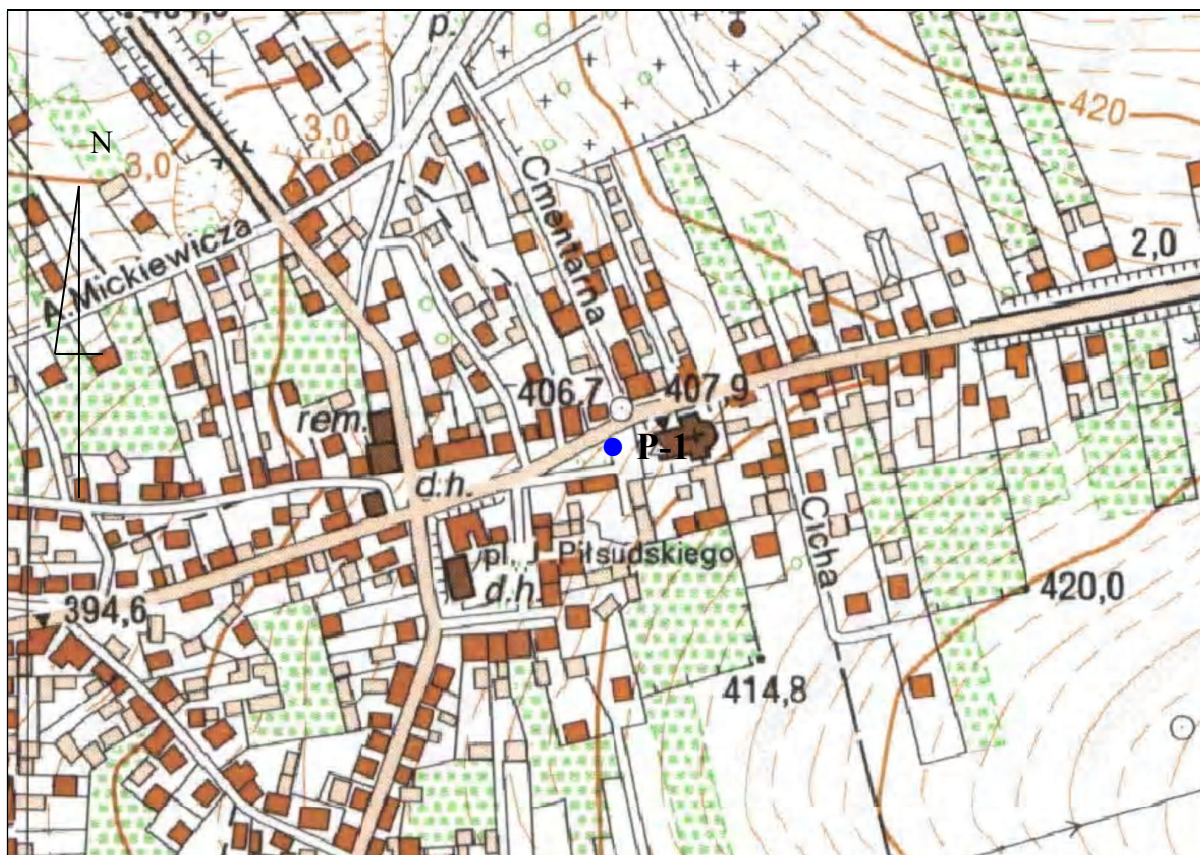 p.
420
N
3,0
3,0
Cmentarna
A. Mickiewicza
2,0
406,7
407,9
rem.
P-1
d.h.
Cicha
pl. J. Piłsudskiego
d.h.
420,0
394,6
414,8